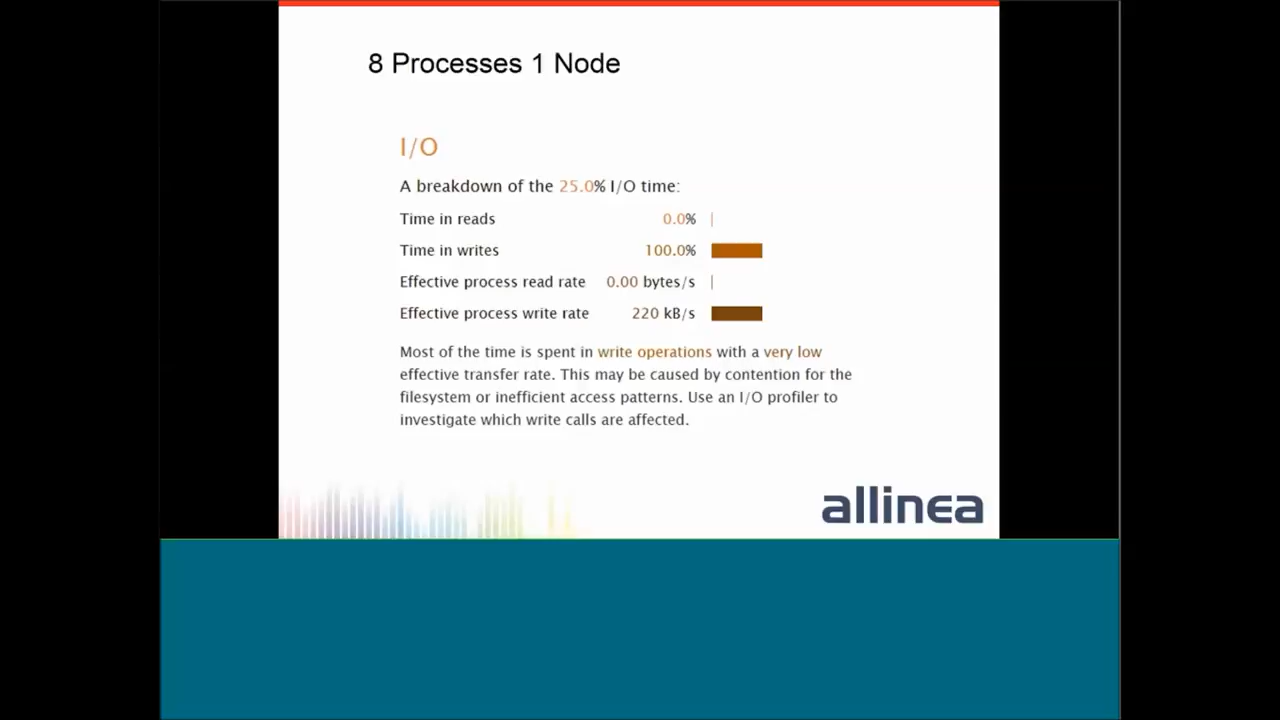 8 Processes 1 Node
I/O
A breakdown of the 25.0% I/O time:
Time in reads 0.0%
Time in writes 100.0%
Effective process read rate 0.00 bytes/s
Effective process write rate 220 kB/s
Most of the time is spent in write operations with a very low
effective transfer rate. This may be caused by contention for the
filesystem or inefficient access patterns. Use an I/O profiler to
investigate which write calls are affected.
allinea